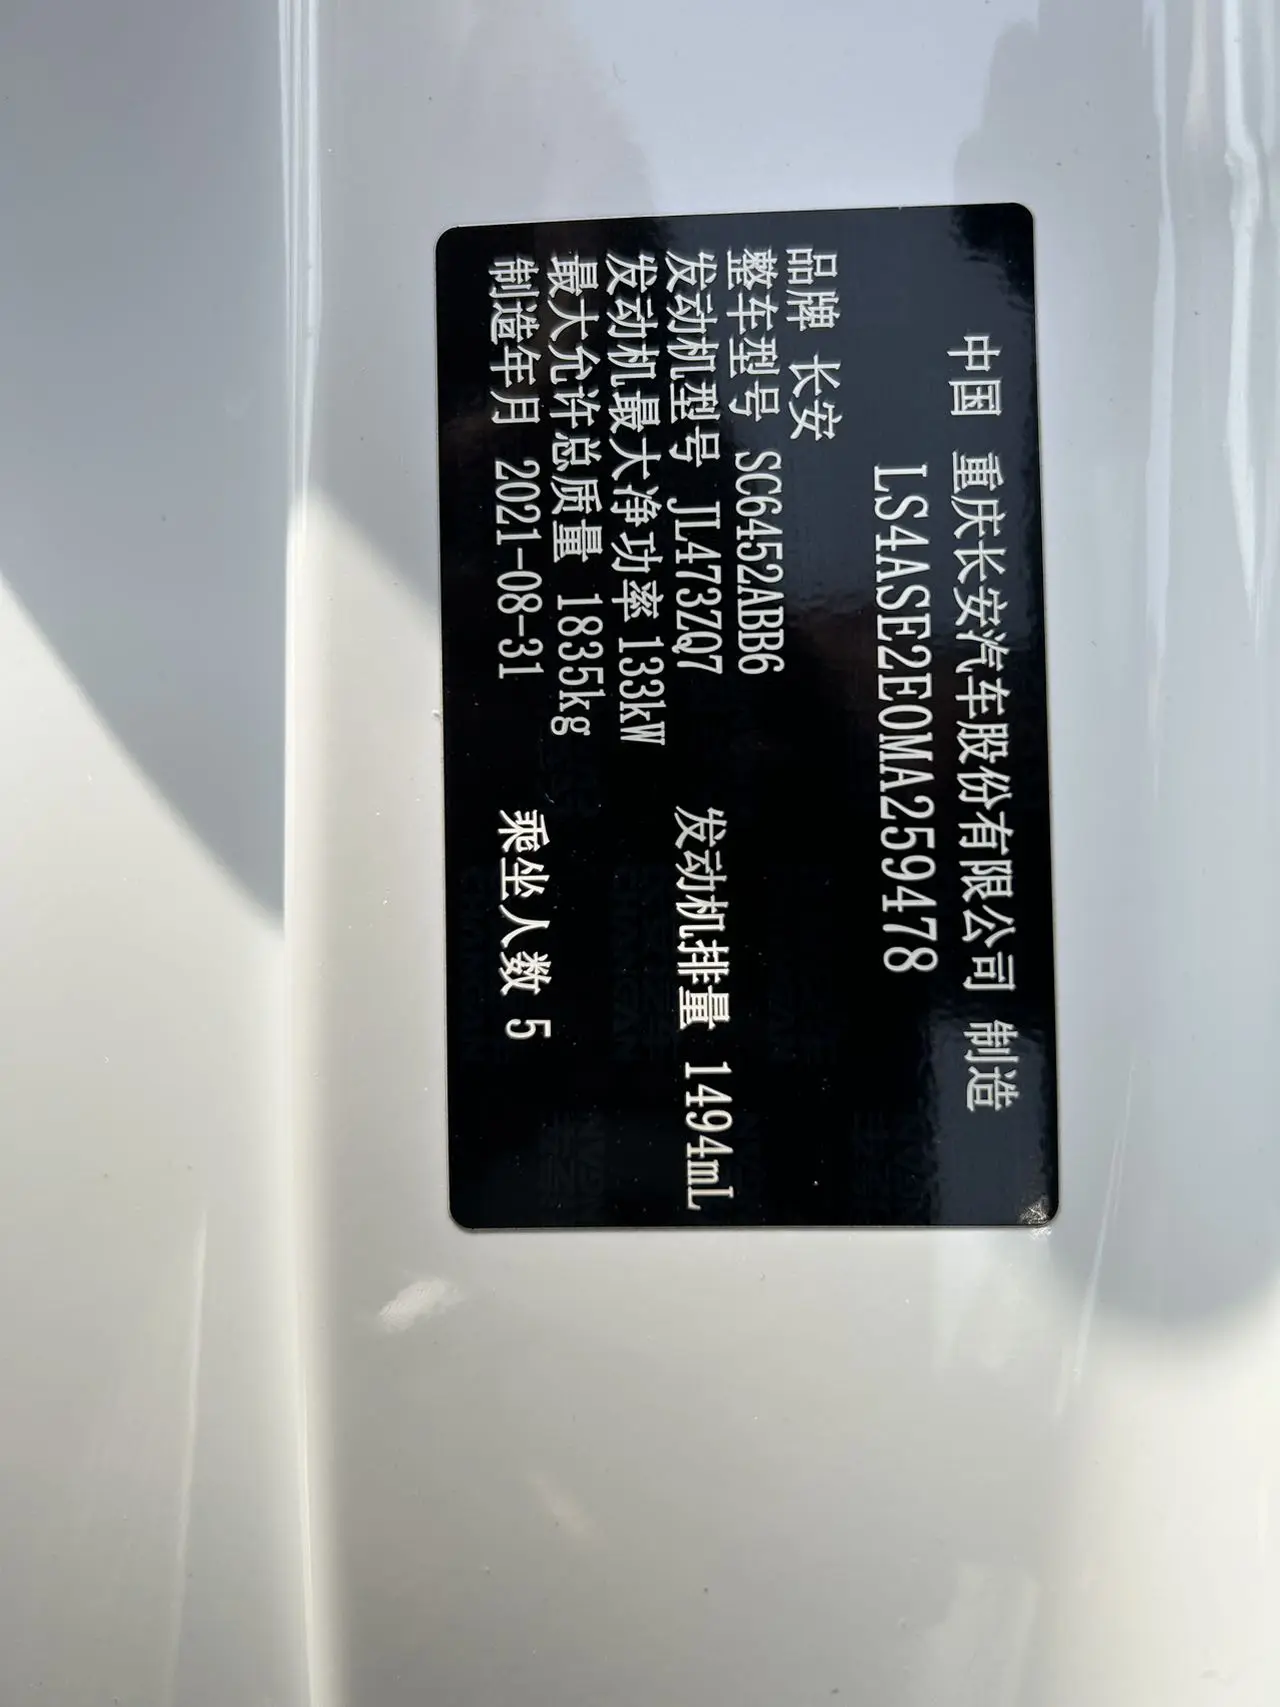 中国 重庆长安汽车股份有限公司 制造
LS4ASE2E0MA259478
品牌 长安
整车型号 SC6452ABB6
发动机型号 JL473ZQ7 发动机排量 1494mL
发动机最大净功率 133kW
最大允许总质量 1835kg
制造年月 2021-08-31 乘坐人数 5